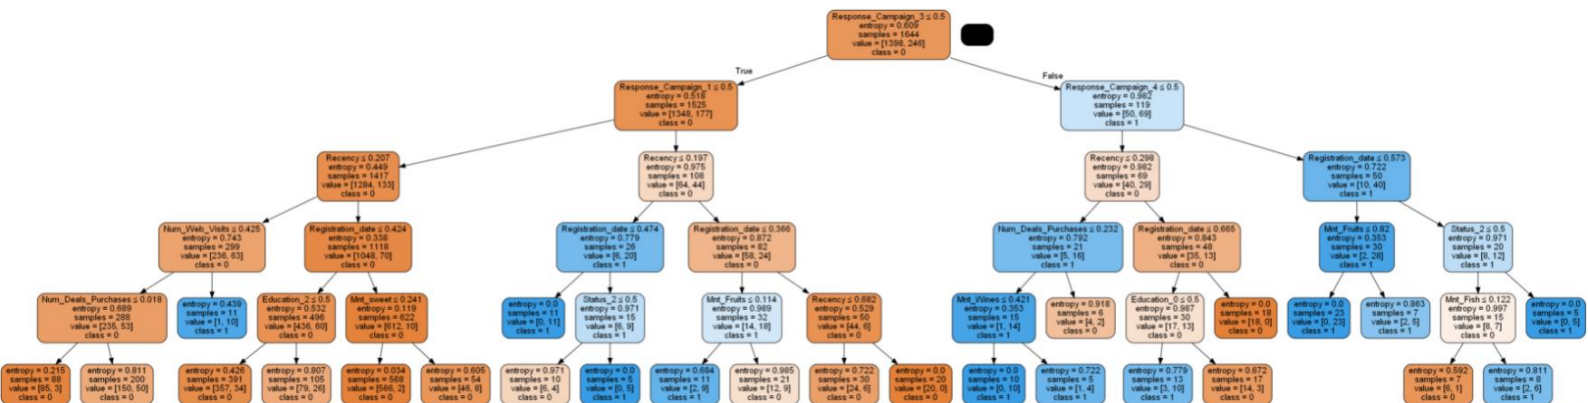 Response_Campaign_3 ≤ 0.5
entropy = 0.609
samples = 1644
value = [1398, 246]
class = 0
True
False
Response_Campaign_1 ≤ 0.5
entropy = 0.518
samples = 1525
value = [1348, 177]
class = 0
Response_Campaign_4 ≤ 0.5
entropy = 0.982
samples = 119
value = [50, 69]
class = 1
Recency ≤ 0.207
entropy = 0.449
samples = 1417
value = [1284, 133]
class = 0
Recency ≤ 0.197
entropy = 0.975
samples = 108
value = [64, 44]
class = 0
Recency ≤ 0.298
entropy = 0.982
samples = 69
value = [40, 29]
class = 0
Registration_date ≤ 0.573
entropy = 0.722
samples = 50
value = [10, 40]
class = 1
Num_Web_Visits ≤ 0.425
entropy = 0.743
samples = 299
value = [236, 63]
class = 0
Registration_date ≤ 0.424
entropy = 0.338
samples = 1118
value = [1048, 70]
class = 0
Registration_date ≤ 0.474
entropy = 0.779
samples = 26
value = [6, 20]
class = 1
Registration_date ≤ 0.366
entropy = 0.872
samples = 82
value = [58, 24]
class = 0
Num_Deals_Purchases ≤ 0.232
entropy = 0.792
samples = 21
value = [5, 16]
class = 1
Registration_date ≤ 0.665
entropy = 0.843
samples = 48
value = [35, 13]
class = 0
Mnt_Fruits ≤ 0.82
entropy = 0.353
samples = 30
value = [2, 28]
class = 1
Status_2 ≤ 0.5
entropy = 0.971
samples = 20
value = [8, 12]
class = 1
Num_Deals_Purchases ≤ 0.018
entropy = 0.689
samples = 288
value = [235, 53]
class = 0
entropy = 0.439
samples = 11
value = [1, 10]
class = 1
Education_2 ≤ 0.5
entropy = 0.532
samples = 496
value = [436, 60]
class = 0
Mnt_sweet ≤ 0.241
entropy = 0.119
samples = 622
value = [612, 10]
class = 0
entropy = 0.0
samples = 11
value = [0, 11]
class = 1
Status_2 ≤ 0.5
entropy = 0.971
samples = 15
value = [6, 9]
class = 1
Mnt_Fruits ≤ 0.114
entropy = 0.989
samples = 32
value = [14, 18]
class = 1
Recency ≤ 0.682
entropy = 0.529
samples = 50
value = [44, 6]
class = 0
Mnt_Wines ≤ 0.421
entropy = 0.353
samples = 15
value = [1, 14]
class = 1
entropy = 0.918
samples = 6
value = [4, 2]
class = 0
Education_0 ≤ 0.5
entropy = 0.987
samples = 30
value = [17, 13]
class = 0
entropy = 0.0
samples = 18
value = [18, 0]
class = 0
entropy = 0.0
samples = 23
value = [0, 23]
class = 1
entropy = 0.863
samples = 7
value = [2, 5]
class = 1
Mnt_Fish ≤ 0.122
entropy = 0.997
samples = 15
value = [8, 7]
class = 0
entropy = 0.0
samples = 5
value = [0, 5]
class = 1
entropy = 0.215
samples = 88
value = [85, 3]
class = 0
entropy = 0.811
samples = 200
value = [150, 50]
class = 0
entropy = 0.426
samples = 391
value = [357, 34]
class = 0
entropy = 0.807
samples = 105
value = [79, 26]
class = 0
entropy = 0.034
samples = 568
value = [566, 2]
class = 0
entropy = 0.605
samples = 54
value = [46, 8]
class = 0
entropy = 0.971
samples = 10
value = [6, 4]
class = 0
entropy = 0.0
samples = 5
value = [0, 5]
class = 1
entropy = 0.684
samples = 11
value = [2, 9]
class = 1
entropy = 0.985
samples = 21
value = [12, 9]
class = 0
entropy = 0.722
samples = 30
value = [24, 6]
class = 0
entropy = 0.0
samples = 20
value = [20, 0]
class = 0
entropy = 0.0
samples = 10
value = [0, 10]
class = 1
entropy = 0.722
samples = 5
value = [1, 4]
class = 1
entropy = 0.779
samples = 13
value = [3, 10]
class = 1
entropy = 0.672
samples = 17
value = [14, 3]
class = 0
entropy = 0.592
samples = 7
value = [6, 1]
class = 0
entropy = 0.811
samples = 8
value = [2, 6]
class = 1